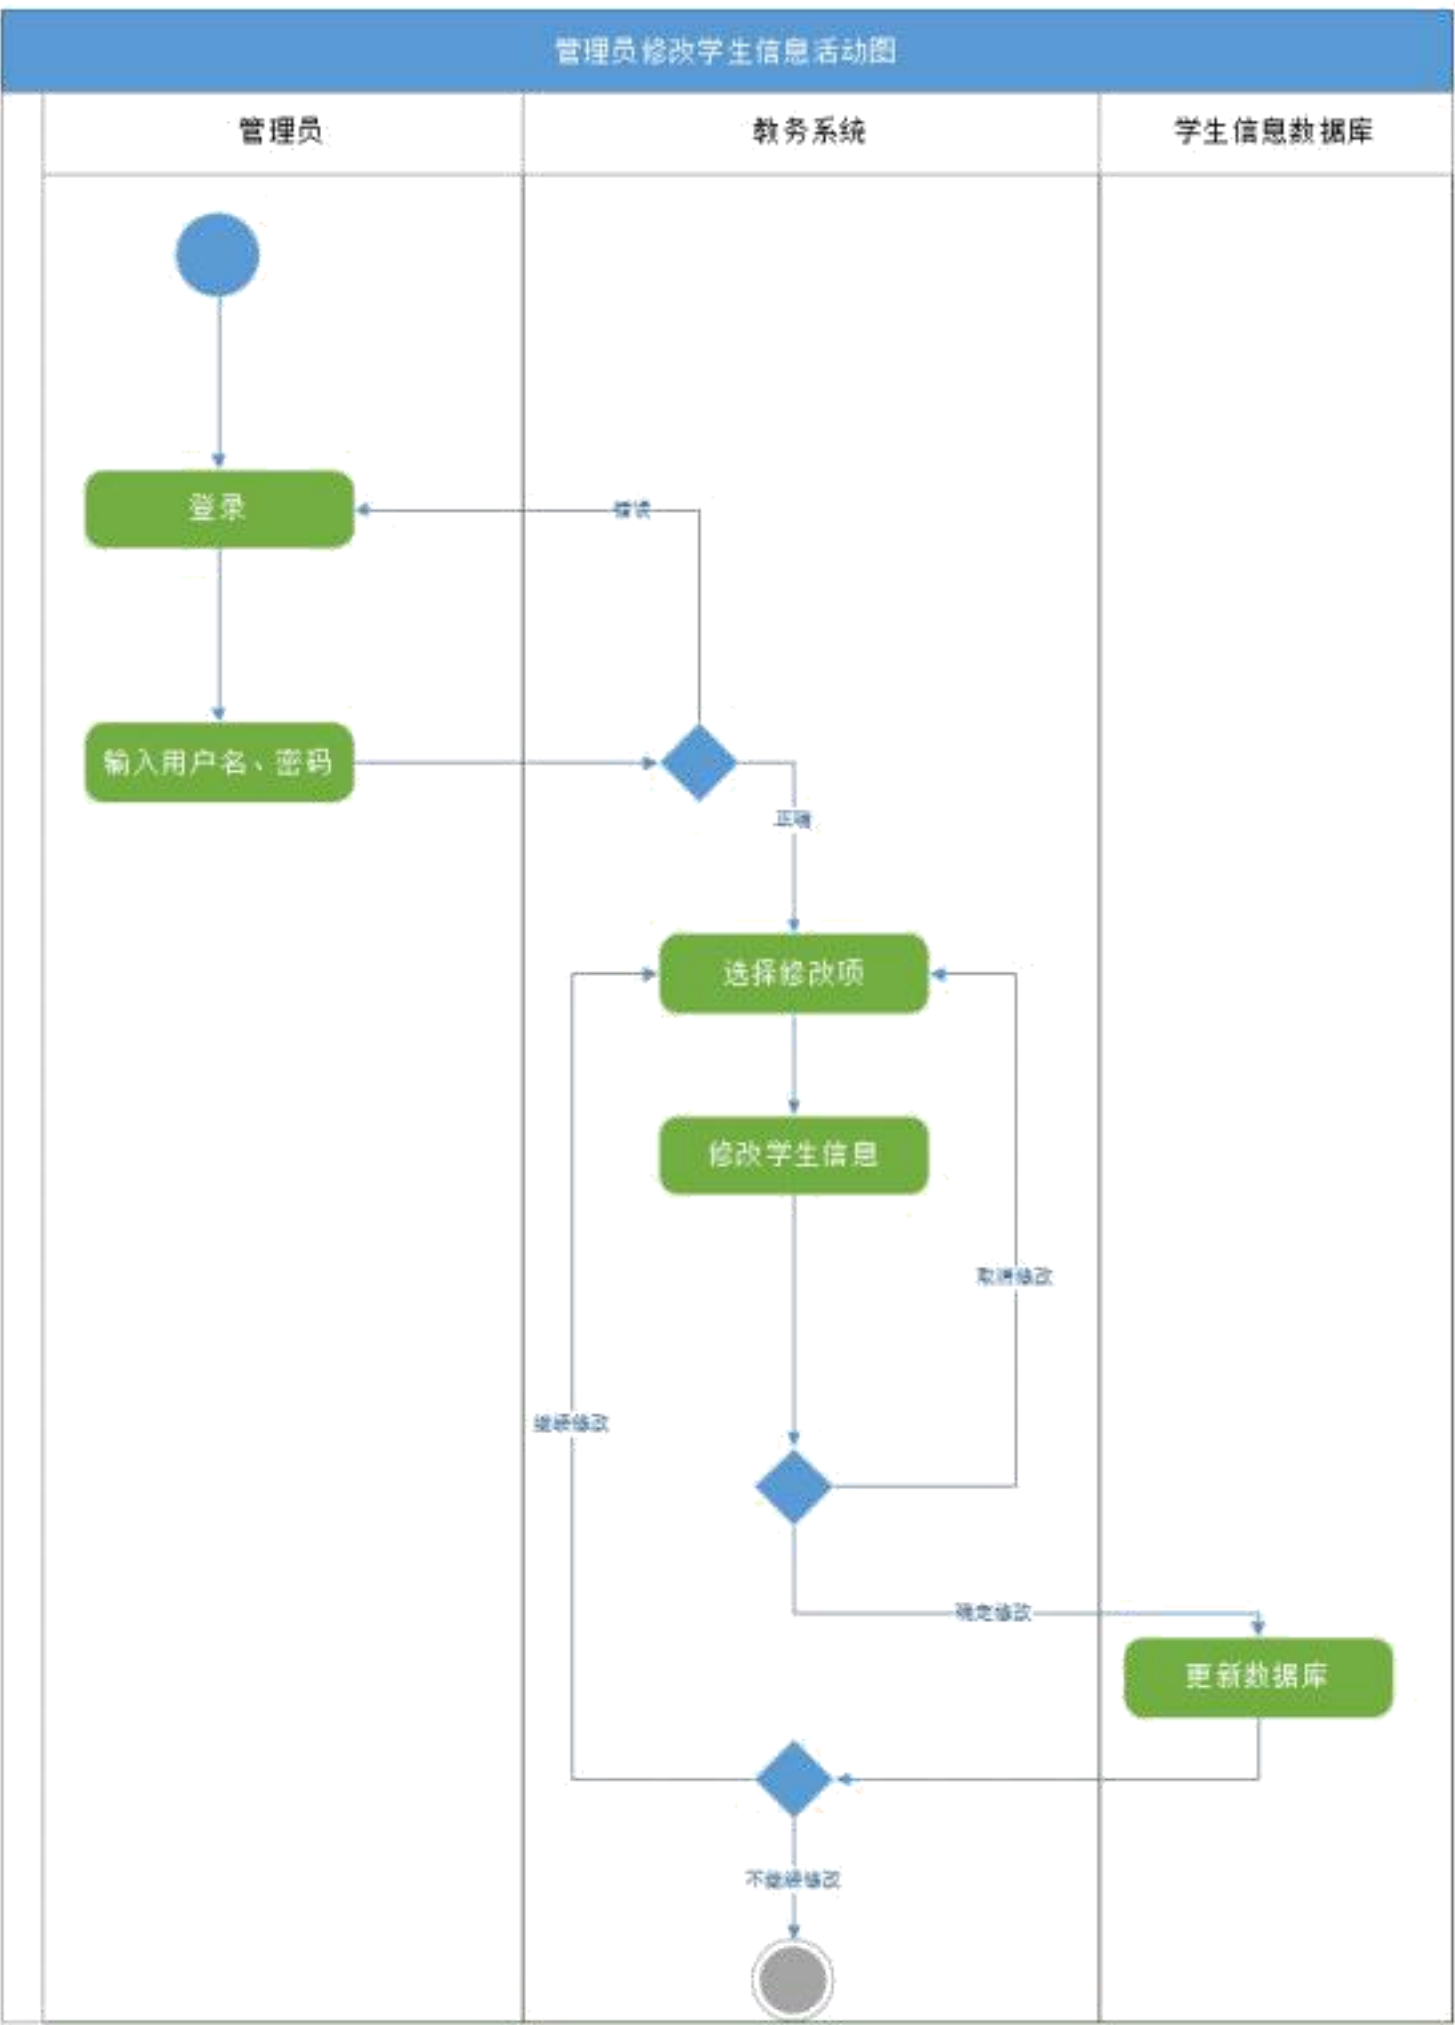 管理员修改学生信息活动图
管理员
教务系统
学生信息数据库
登录
错误
输入用户名、密码
正确
选择修改项
修改学生信息
取消修改
继续修改
确定修改
更新数据库
不继续修改